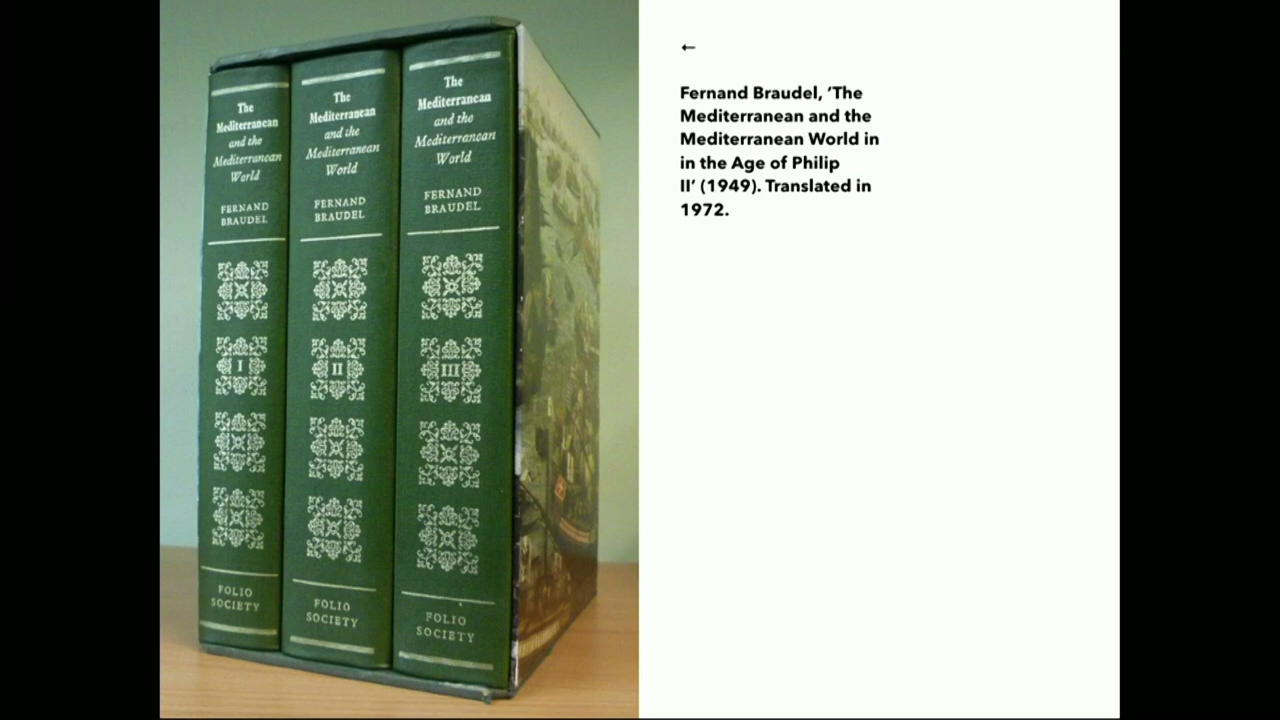 The
Mediterranean
and the
Mediterranean
World
FERNAND
BRAUDEL
I
FOLIO
SOCIETY
The
Mediterranean
and the
Mediterranean
World
FERNAND
BRAUDEL
II
FOLIO
SOCIETY
The
Mediterranean
and the
Mediterranean
World
FERNAND
BRAUDEL
III
FOLIO
SOCIETY
←
Fernand Braudel, ‘The
Mediterranean and the
Mediterranean World in
in the Age of Philip
II’ (1949). Translated in
1972.